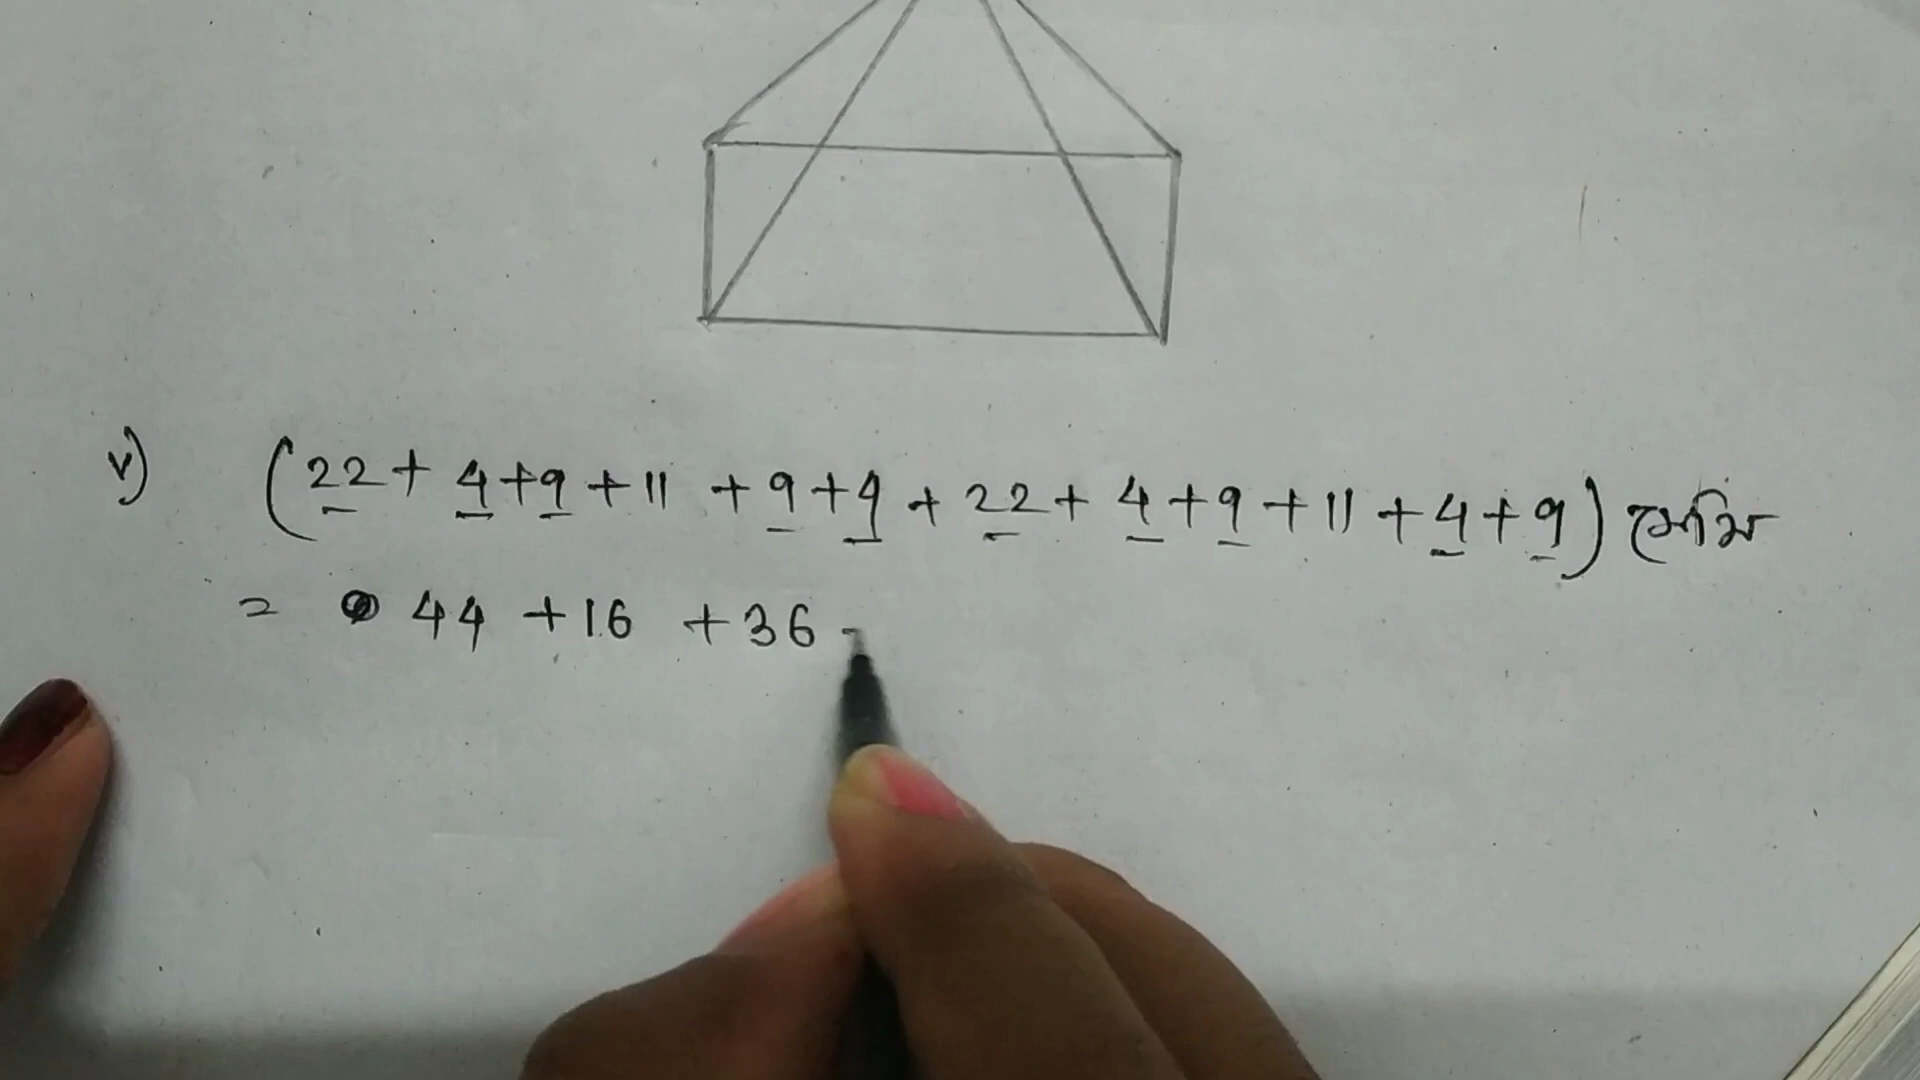 v) (22 + 4 + 9 + 11 + 9 + 4 + 22 + 4 + 9 + 11 + 4 + 9) সেমি
= 44 + 16 + 36 -